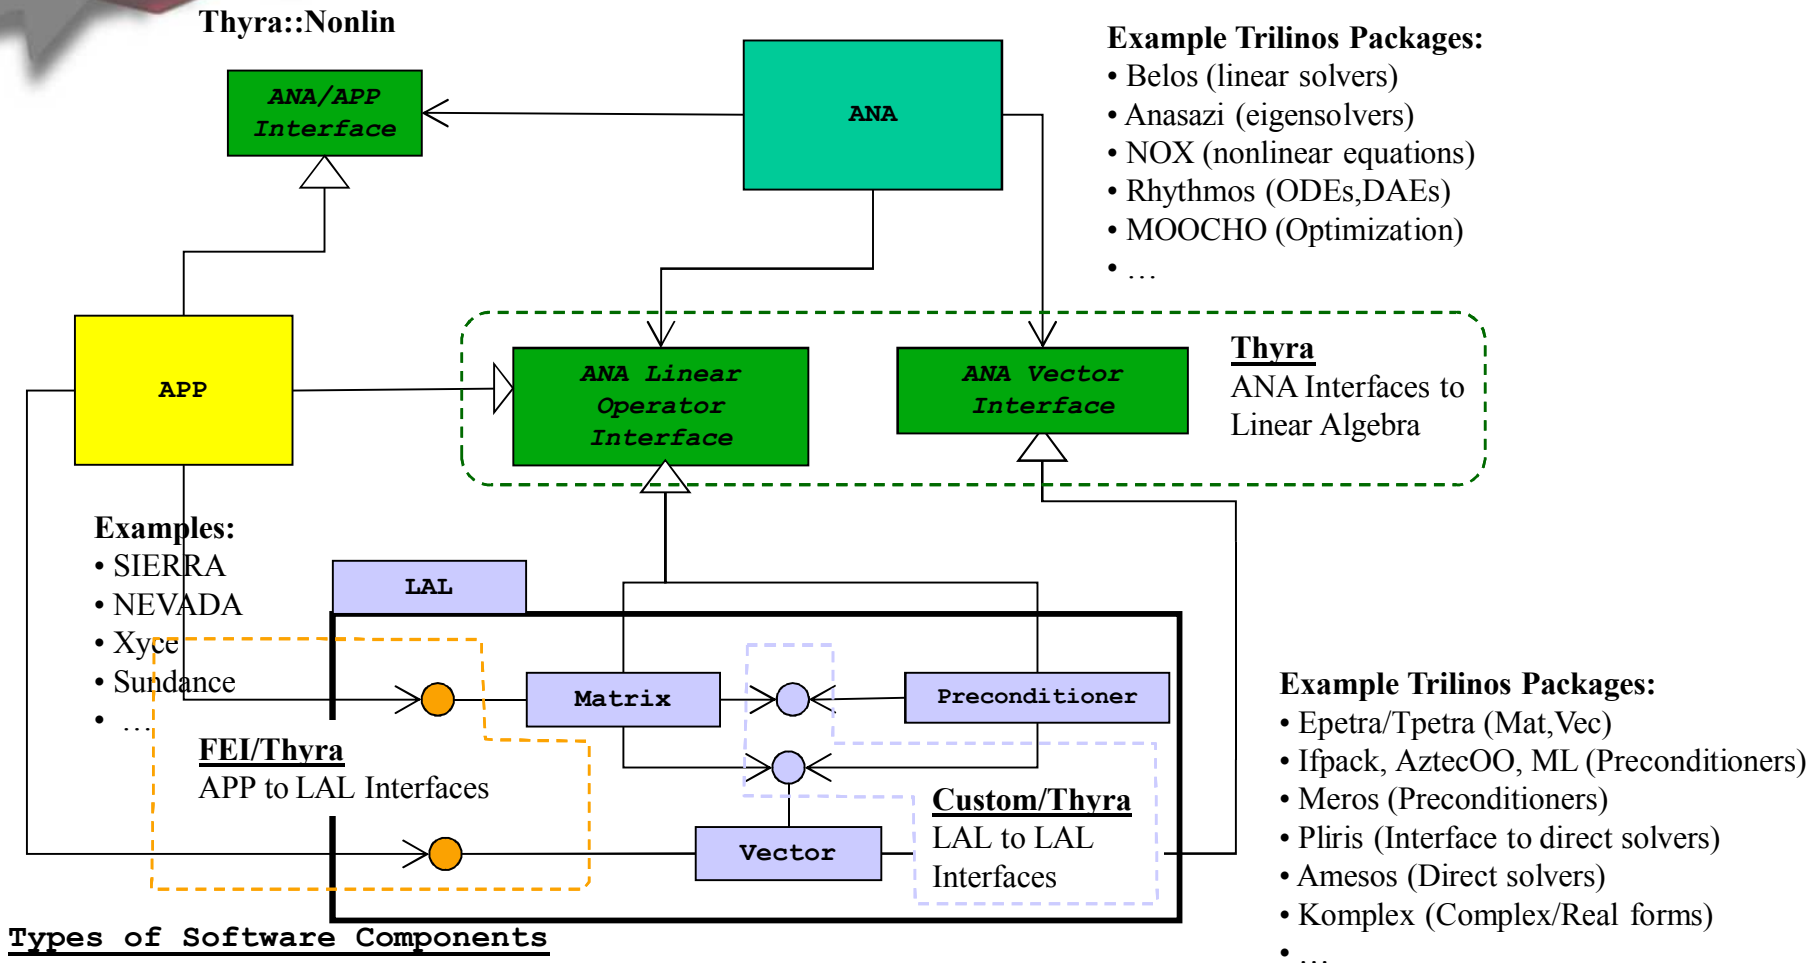 Thyra::Nonlin
ANA/APP
Interface
ANA
Example Trilinos Packages:
• Belos (linear solvers)
• Anasazi (eigensolvers)
• NOX (nonlinear equations)
• Rhythmos (ODEs,DAEs)
• MOOCHO (Optimization)
• …
APP
ANA Linear
Operator
Interface
ANA Vector
Interface
Thyra
ANA Interfaces to
Linear Algebra
Examples:
• SIERRA
• NEVADA
• Xyce
• Sundance
• …
LAL
Matrix
Preconditioner
Vector
FEI/Thyra
APP to LAL Interfaces
Custom/Thyra
LAL to LAL
Interfaces
Example Trilinos Packages:
• Epetra/Tpetra (Mat,Vec)
• Ifpack, AztecOO, ML (Preconditioners)
• Meros (Preconditioners)
• Pliris (Interface to direct solvers)
• Amesos (Direct solvers)
• Komplex (Complex/Real forms)
• …
Types of Software Components